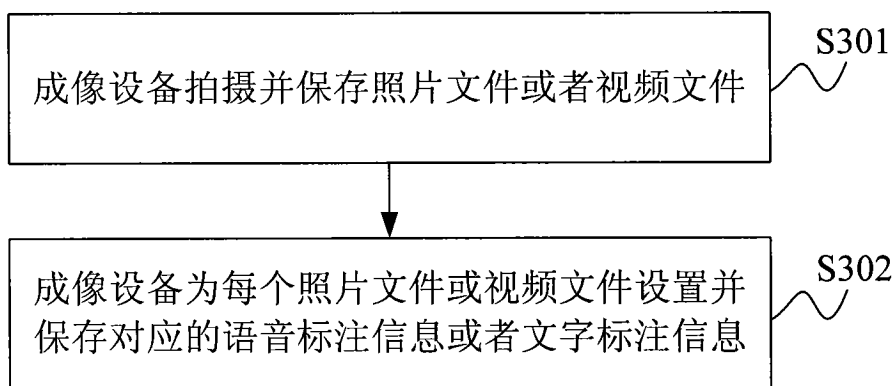 S301
成像设备拍摄并保存照片文件或者视频文件
S302
成像设备为每个照片文件或视频文件设置并
保存对应的语音标注信息或者文字标注信息